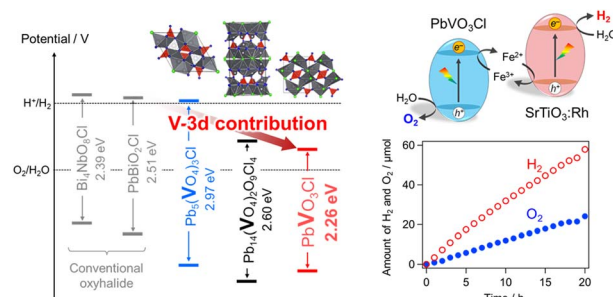 Potential / V
H⁺/H₂
O₂/H₂O
V-3d contribution
Bi₄NbO₈Cl
2.39 eV
PbBiO₂Cl
2.51 eV
Pb₅(VO₄)₃Cl
2.97 eV
Pb₁₄(VO₄)₂O₉Cl₄
2.60 eV
PbVO₃Cl
2.26 eV
Conventional
oxyhalide
PbVO₃Cl
e⁻
h⁺
H₂O
O₂
Fe²⁺
Fe³⁺
e⁻
h⁺
H₂
H₂O
SrTiO₃:Rh
Amount of H₂ and O₂ / μmol
60
40
20
0
H₂
O₂
0
5
10
15
20
Time / h